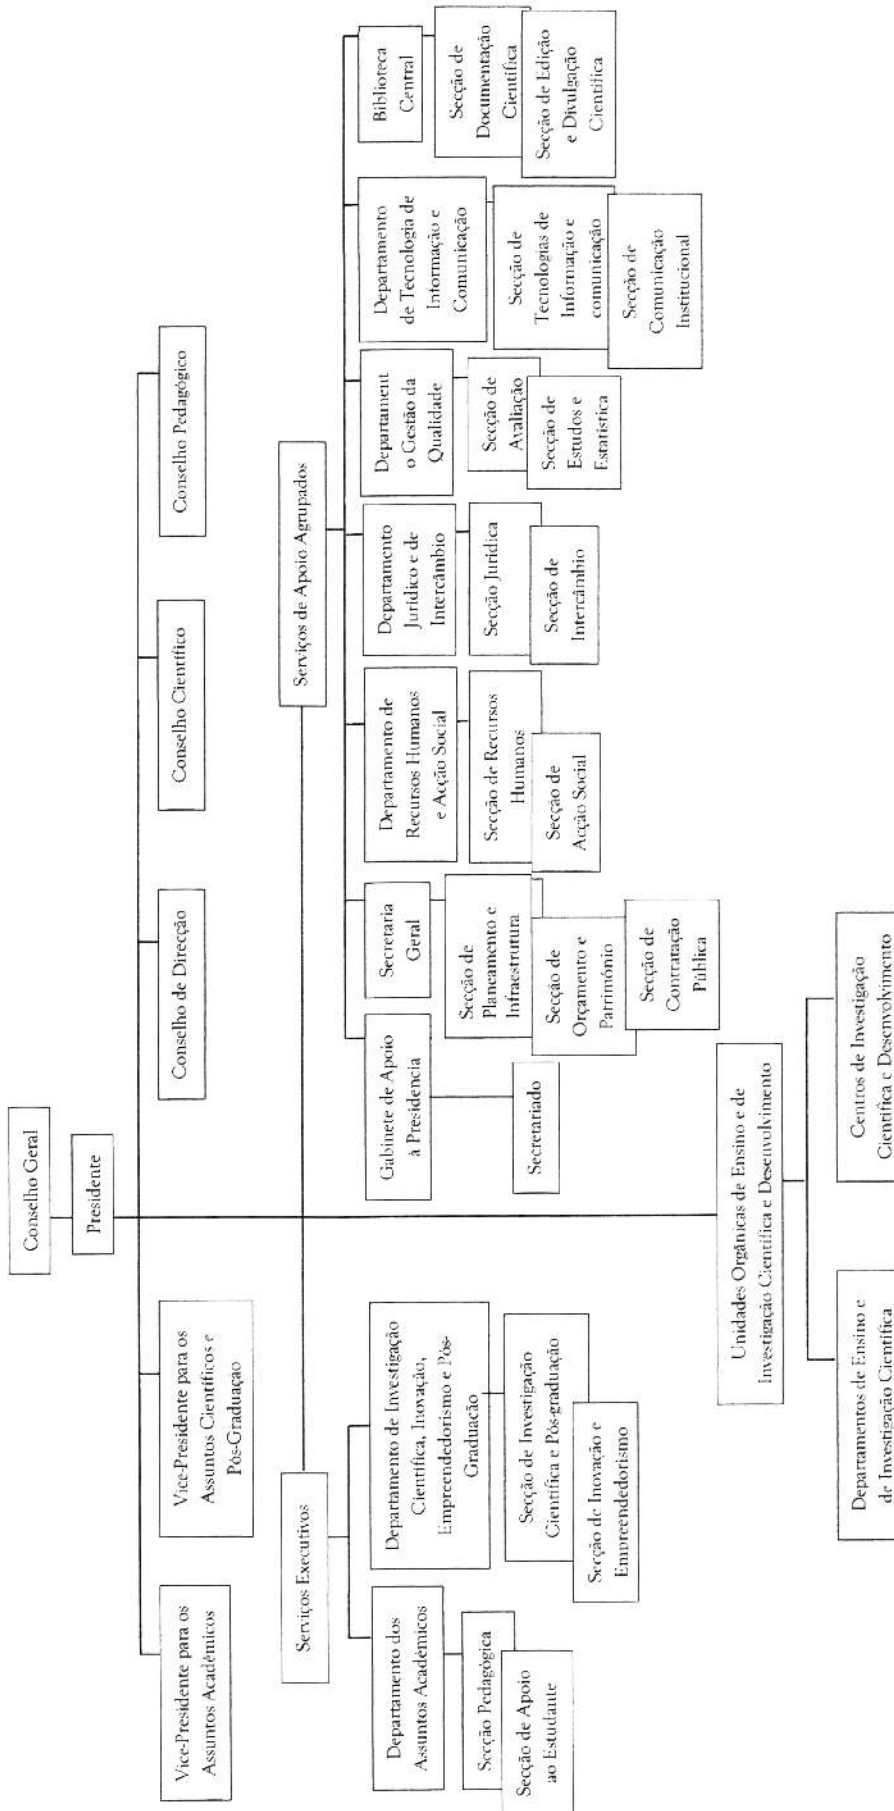 Conselho Geral
Presidente
Vice-Presidente para os
Assuntos Académicos
Vice-Presidente para os
Assuntos Científicos e
Pós-Graduação
Conselho de Direcção
Conselho Científico
Conselho Pedagógico
Serviços Executivos
Serviços de Apoio Agrupados
Departamento dos
Assuntos Académicos
Secção Pedagógica
Secção de Apoio
ao Estudante
Departamento de Investigação
Científica, Inovação,
Empreendedorismo e Pós-
Graduação
Secção de Investigação
Científica e Pós-graduação
Secção de Inovação e
Empreendedorismo
Gabinete de Apoio
à Presidencia
Secretariado
Secretaria
Geral
Secção de
Planeamento e
Infraestrutura
Secção de
Orçamento e
Património
Secção de
Contratação
Pública
Departamento de
Recursos Humanos
e Acção Social
Secção de Recursos
Humanos
Secção de
Acção Social
Departamento
Jurídico e de
Intercâmbio
Secção Jurídica
Secção de
Intercâmbio
Departament
o Gestão da
Qualidade
Secção de
Avaliação
Secção de
Estudos e
Estatística
Departamento
de Tecnologia de
Informação e
Comunicação
Secção de
Tecnologias de
Informação e
comunicação
Secção de
Comunicação
Institucional
Biblioteca
Central
Secção de
Documentação
Científica
Secção de Edição
e Divulgação
Científica
Unidades Orgânicas de Ensino e de
Investigação Científica e Desenvolvimento
Departamentos de Ensino e
de Investigação Científica
Centros de Investigação
Científica e Desenvolvimento